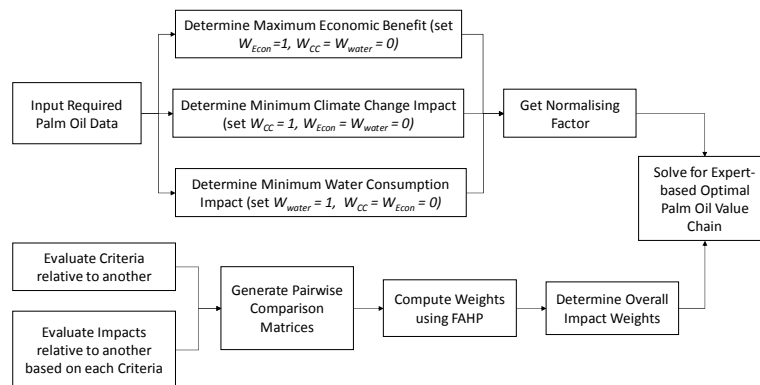 Determine Maximum Economic Benefit (set
W_Econ =1, W_CC = W_water = 0)
Input Required
Palm Oil Data
Determine Minimum Climate Change Impact
(set W_CC = 1, W_Econ = W_water = 0)
Get Normalising
Factor
Determine Minimum Water Consumption
Impact (set W_water = 1, W_CC = W_Econ = 0)
Solve for Expert-
based Optimal
Palm Oil Value
Chain
Evaluate Criteria
relative to another
Evaluate Impacts
relative to another
based on each Criteria
Generate Pairwise
Comparison
Matrices
Compute Weights
using FAHP
Determine Overall
Impact Weights